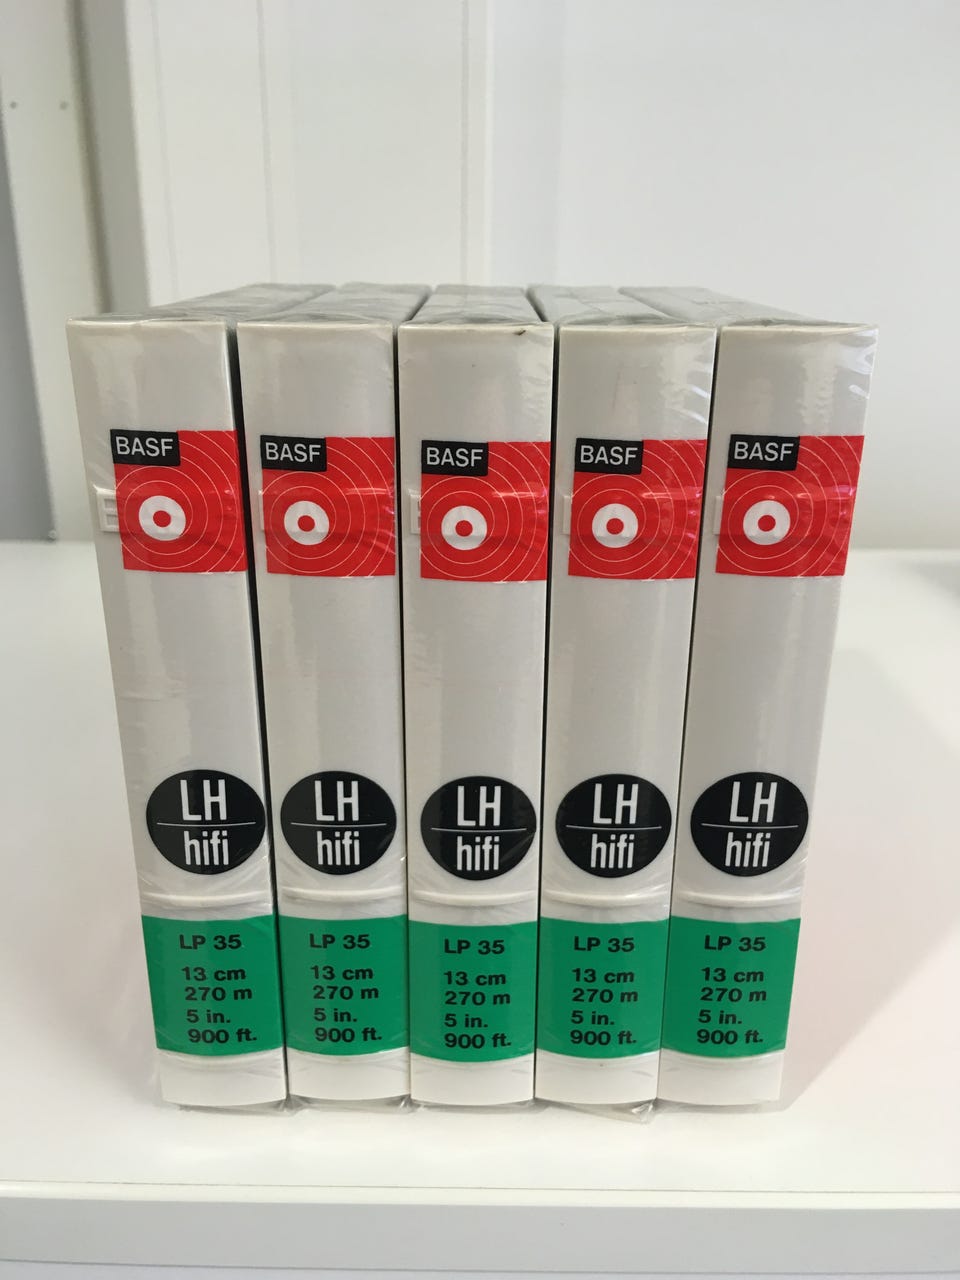 BASF
LH
hifi
LP 35
13 cm
270 m
5 in.
900 ft.
BASF
LH
hifi
LP 35
13 cm
270 m
5 in.
900 ft.
BASF
LH
hifi
LP 35
13 cm
270 m
5 in.
900 ft.
BASF
LH
hifi
LP 35
13 cm
270 m
5 in.
900 ft.
BASF
LH
hifi
LP 35
13 cm
270 m
5 in.
900 ft.